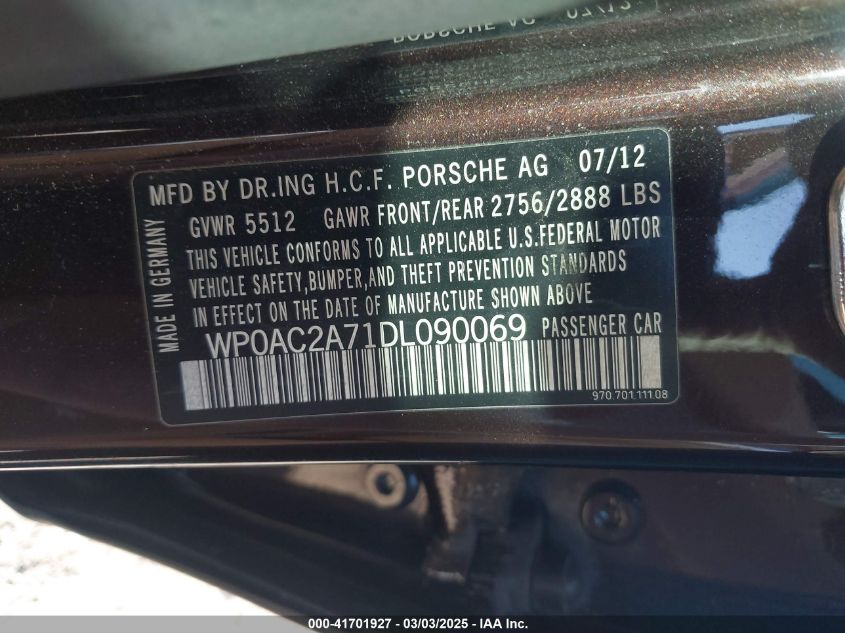 MFD BY DR.ING H.C.F. PORSCHE AG 07/12
GVWR 5512 GAWR FRONT/REAR 2756/2888 LBS
THIS VEHICLE CONFORMS TO ALL APPLICABLE U.S.FEDERAL MOTOR
VEHICLE SAFETY,BUMPER,AND THEFT PREVENTION STANDARDS
IN EFFECT ON THE DATE OF MANUFACTURE SHOWN ABOVE
WP0AC2A71DL090069 PASSENGER CAR
MADE IN GERMANY
970.701.111.08
000-41701927 - 03/03/2025 - IAA Inc.